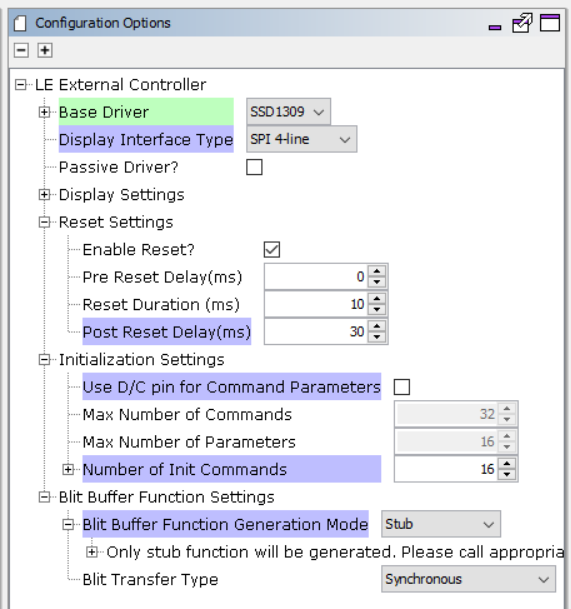 Configuration Options
LE External Controller
Base Driver SSD1309
Display Interface Type SPI 4-line
Passive Driver?
Display Settings
Reset Settings
Enable Reset?
Pre Reset Delay(ms) 0
Reset Duration (ms) 10
Post Reset Delay(ms) 30
Initialization Settings
Use D/C pin for Command Parameters
Max Number of Commands 32
Max Number of Parameters 16
Number of Init Commands 16
Blit Buffer Function Settings
Blit Buffer Function Generation Mode Stub
Only stub function will be generated. Please call appropria
Blit Transfer Type Synchronous